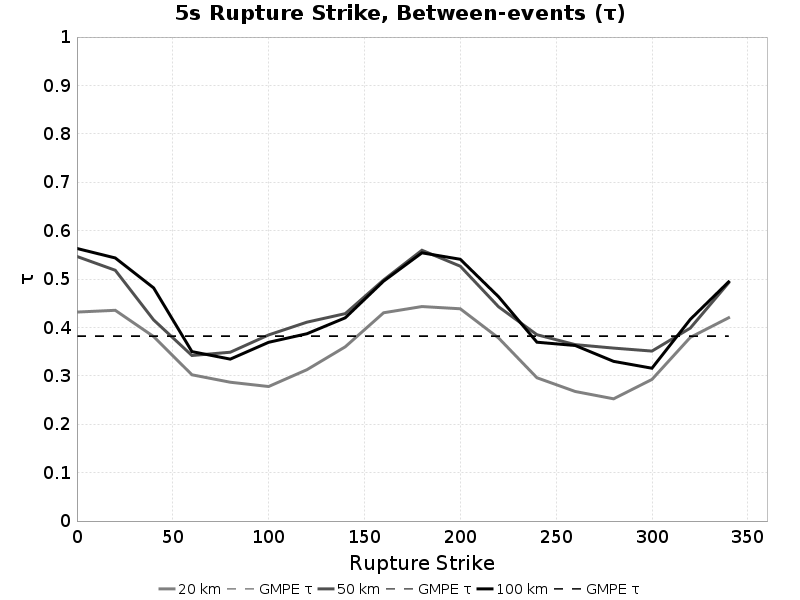 5s Rupture Strike, Between-events (τ)
1
0.9
0.8
0.7
0.6
0.5
0.4
0.3
0.2
0.1
0
τ
0 50 100 150 200 250 300 350
Rupture Strike
20 km GMPE τ 50 km GMPE τ 100 km GMPE τ